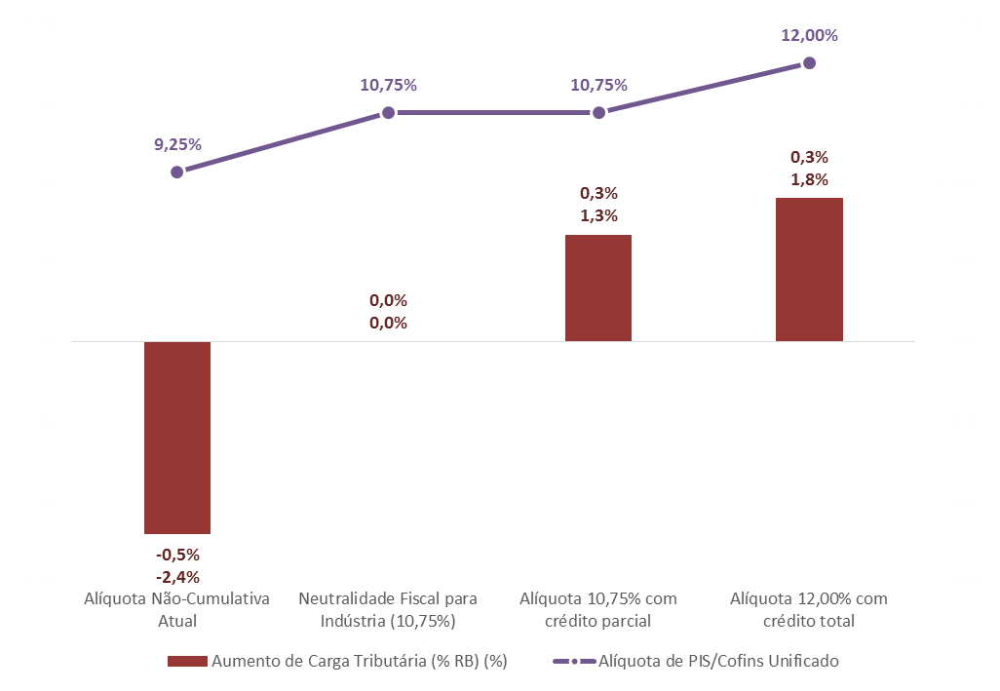 12,00%
10,75%
10,75%
9,25%
0,3%
1,8%
0,3%
1,3%
0,0%
0,0%
-0,5%
-2,4%
Alíquota Não-Cumulativa
Atual
Neutralidade Fiscal para
Indústria (10,75%)
Alíquota 10,75% com
crédito parcial
Alíquota 12,00% com
crédito total
Aumento de Carga Tributária (% RB) (%)
Alíquota de PIS/Cofins Unificado